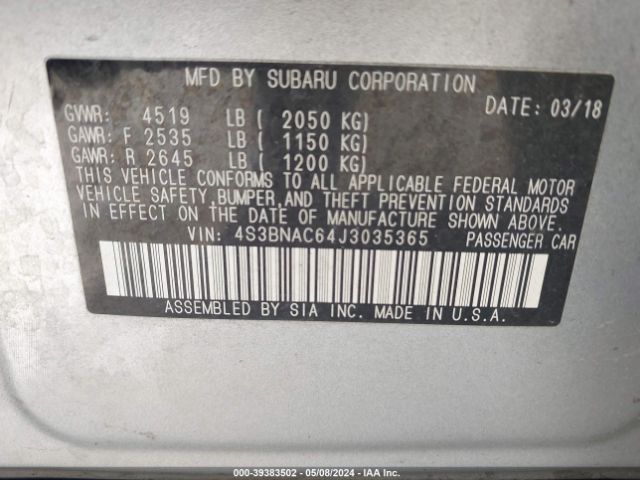 MFD BY SUBARU CORPORATION
DATE: 03/18
GVWR: 4519 LB ( 2050 KG)
GAWR: F 2535 LB ( 1150 KG)
GAWR: R 2645 LB ( 1200 KG)
THIS VEHICLE CONFORMS TO ALL APPLICABLE FEDERAL MOTOR
VEHICLE SAFETY, BUMPER, AND THEFT PREVENTION STANDARDS
IN EFFECT ON THE DATE OF MANUFACTURE SHOWN ABOVE.
VIN: 4S3BNAC64J3035365 PASSENGER CAR
ASSEMBLED BY SIA INC. MADE IN U.S.A.
000-39383502 - 05/08/2024 - IAAI.COM